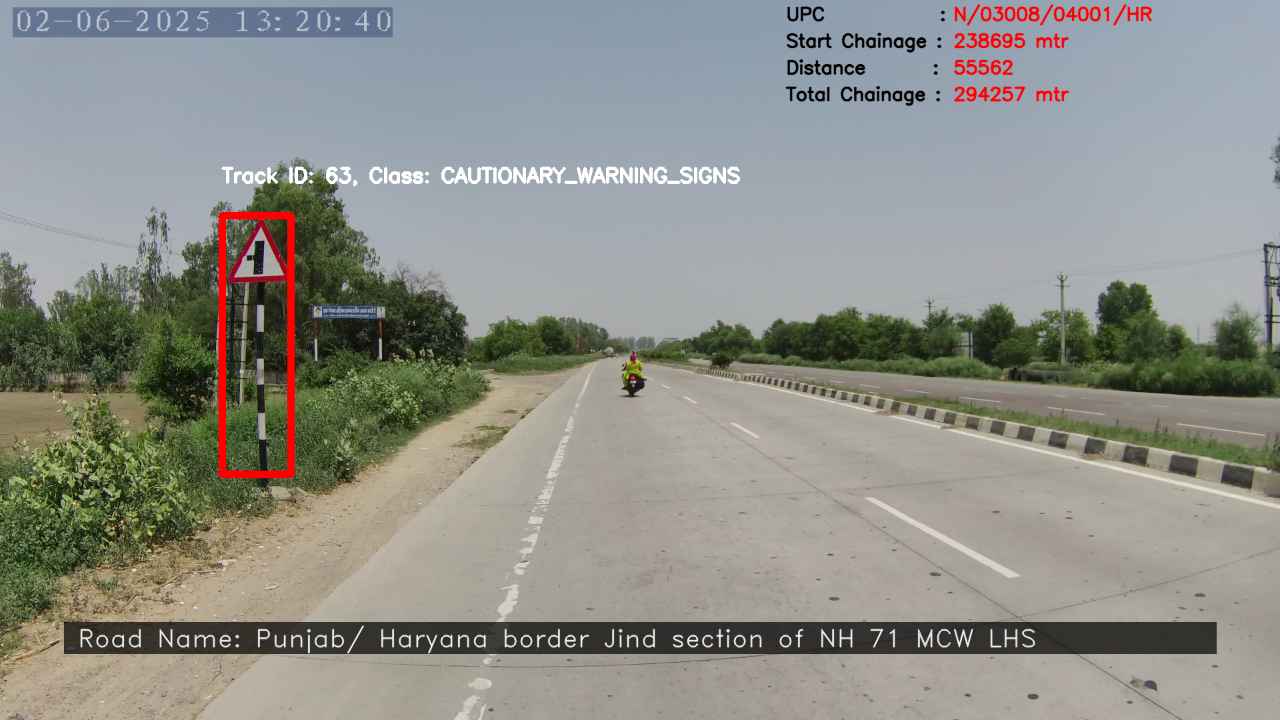 02-06-2025 13:20:40
UPC : N/03008/04001/HR
Start Chainage : 238695 mtr
Distance : 55562
Total Chainage : 294257 mtr
Track ID: 63, Class: CAUTIONARY_WARNING_SIGNS
Road Name: Punjab/ Haryana border Jind section of NH 71 MCW LHS